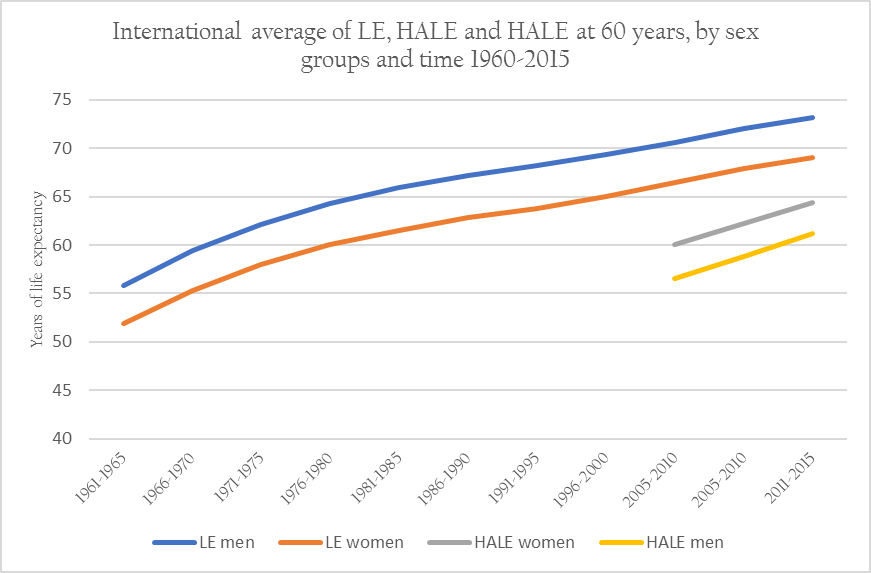 International average of LE, HALE and HALE at 60 years, by sex
groups and time 1960-2015
Years of life expectancy
75
70
65
60
55
50
45
40
1961-1965
1966-1970
1971-1975
1976-1980
1981-1985
1986-1990
1991-1995
1996-2000
2005-2010
2005-2010
2011-2015
LE men
LE women
HALE women
HALE men